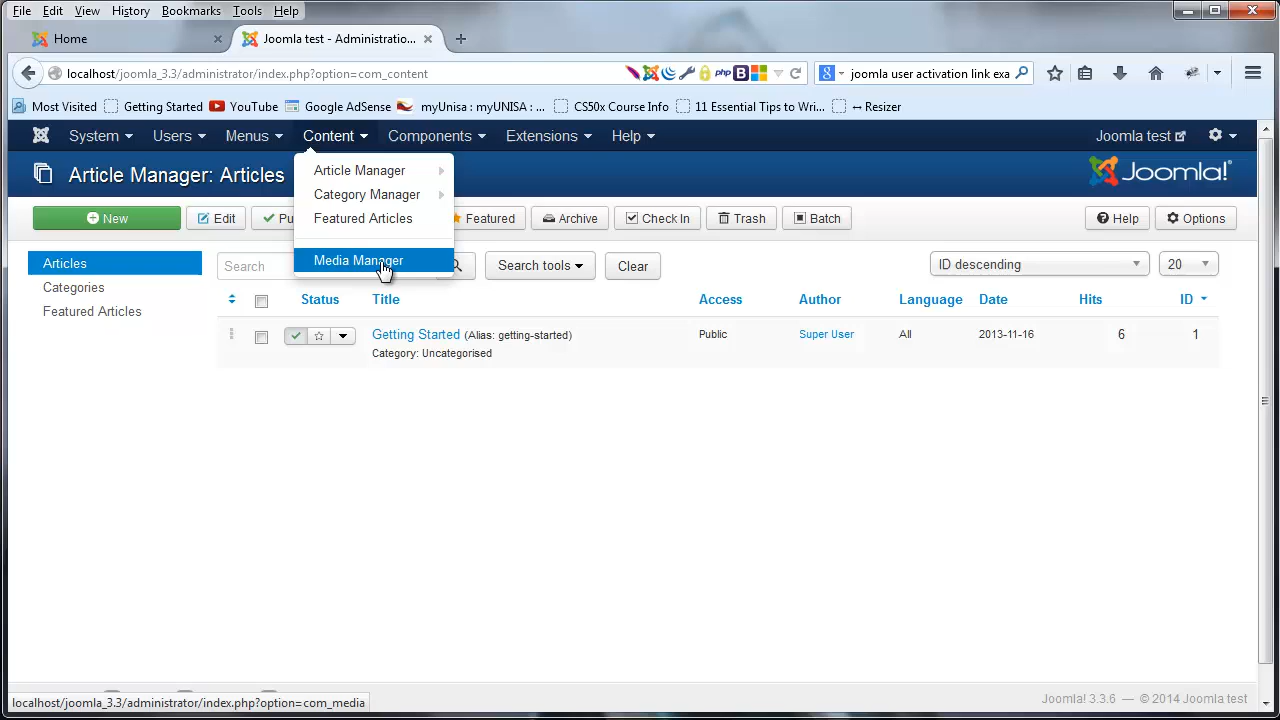 File Edit View History Bookmarks Tools Help
Home
Joomla test - Administratio...
localhost/joomla_3.3/administrator/index.php?option=com_content
php
B
joomla user activation link exa
Most Visited Getting Started YouTube Google AdSense myUnisa : myUNISA : ... CS50x Course Info 11 Essential Tips to Wri... ↔ Resizer
System Users Menus Content Components Extensions Help Joomla test
Article Manager: Articles
Joomla!
Article Manager
Category Manager
Featured Articles
Media Manager
New Edit Pu Featured Archive Check In Trash Batch Help Options
Articles
Categories
Featured Articles
Search Search tools Clear ID descending 20
Status Title Access Author Language Date Hits ID
Getting Started (Alias: getting-started) Public Super User All 2013-11-16 6 1
Category: Uncategorised
localhost/joomla_3.3/administrator/index.php?option=com_media
Joomla! 3.3.6 — © 2014 Joomla test